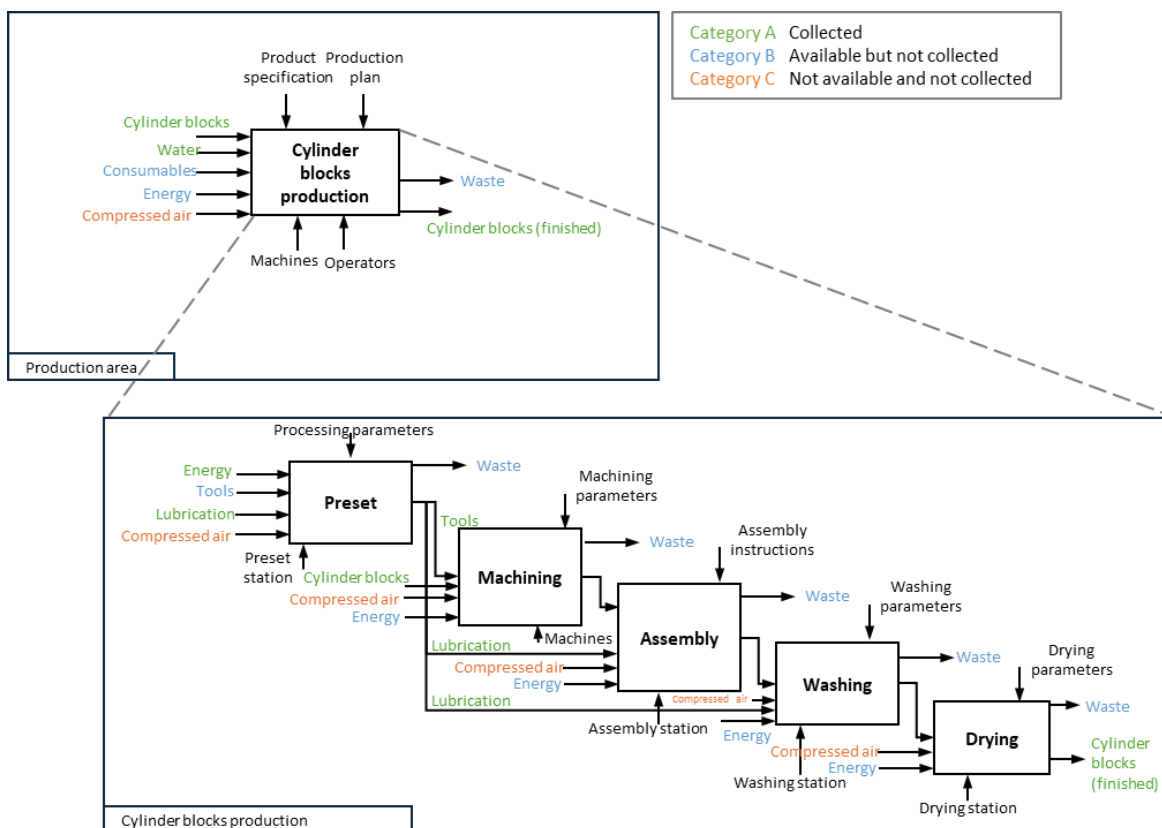 Category A Collected
Category B Available but not collected
Category C Not available and not collected
Product
specification
Production
plan
Cylinder blocks
Water
Consumables
Energy
Compressed air
Cylinder
blocks
production
Waste
Cylinder blocks (finished)
Machines
Operators
Production area
Processing parameters
Energy
Tools
Lubrication
Compressed air
Preset
Waste
Preset
station
Tools
Machining
parameters
Cylinder blocks
Compressed air
Energy
Machining
Waste
Machines
Assembly
instructions
Lubrication
Compressed air
Energy
Assembly
Waste
Assembly station
Washing
parameters
Lubrication
Compressed air
Energy
Washing
Waste
Washing station
Drying
parameters
Compressed air
Energy
Drying
Waste
Cylinder
blocks
(finished)
Drying station
Cylinder blocks production